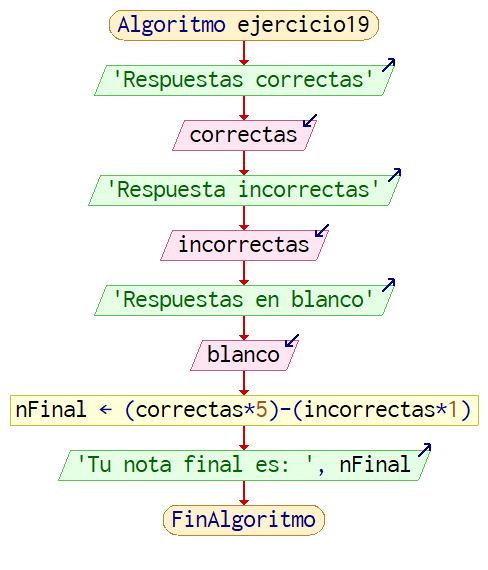 Algoritmo ejercicio19
'Respuestas correctas'
correctas
'Respuesta incorrectas'
incorrectas
'Respuestas en blanco'
blanco
nFinal ← (correctas*5)-(incorrectas*1)
'Tu nota final es: ', nFinal
FinAlgoritmo